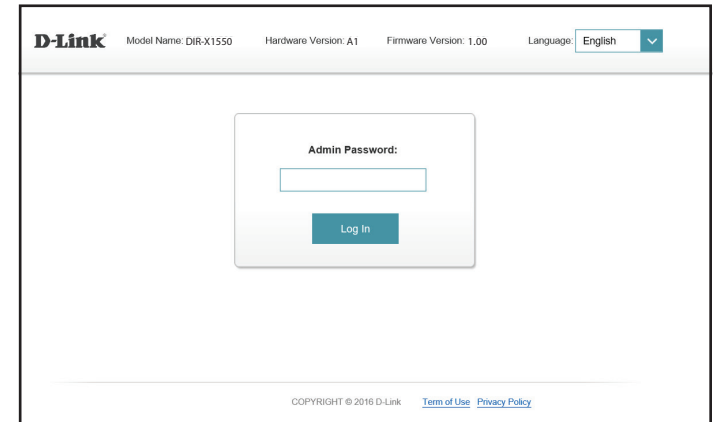 D-Link Model Name: DIR-X1550 Hardware Version: A1 Firmware Version: 1.00 Language: English
Admin Password:
Log In
COPYRIGHT © 2016 D-Link Term of Use Privacy Policy